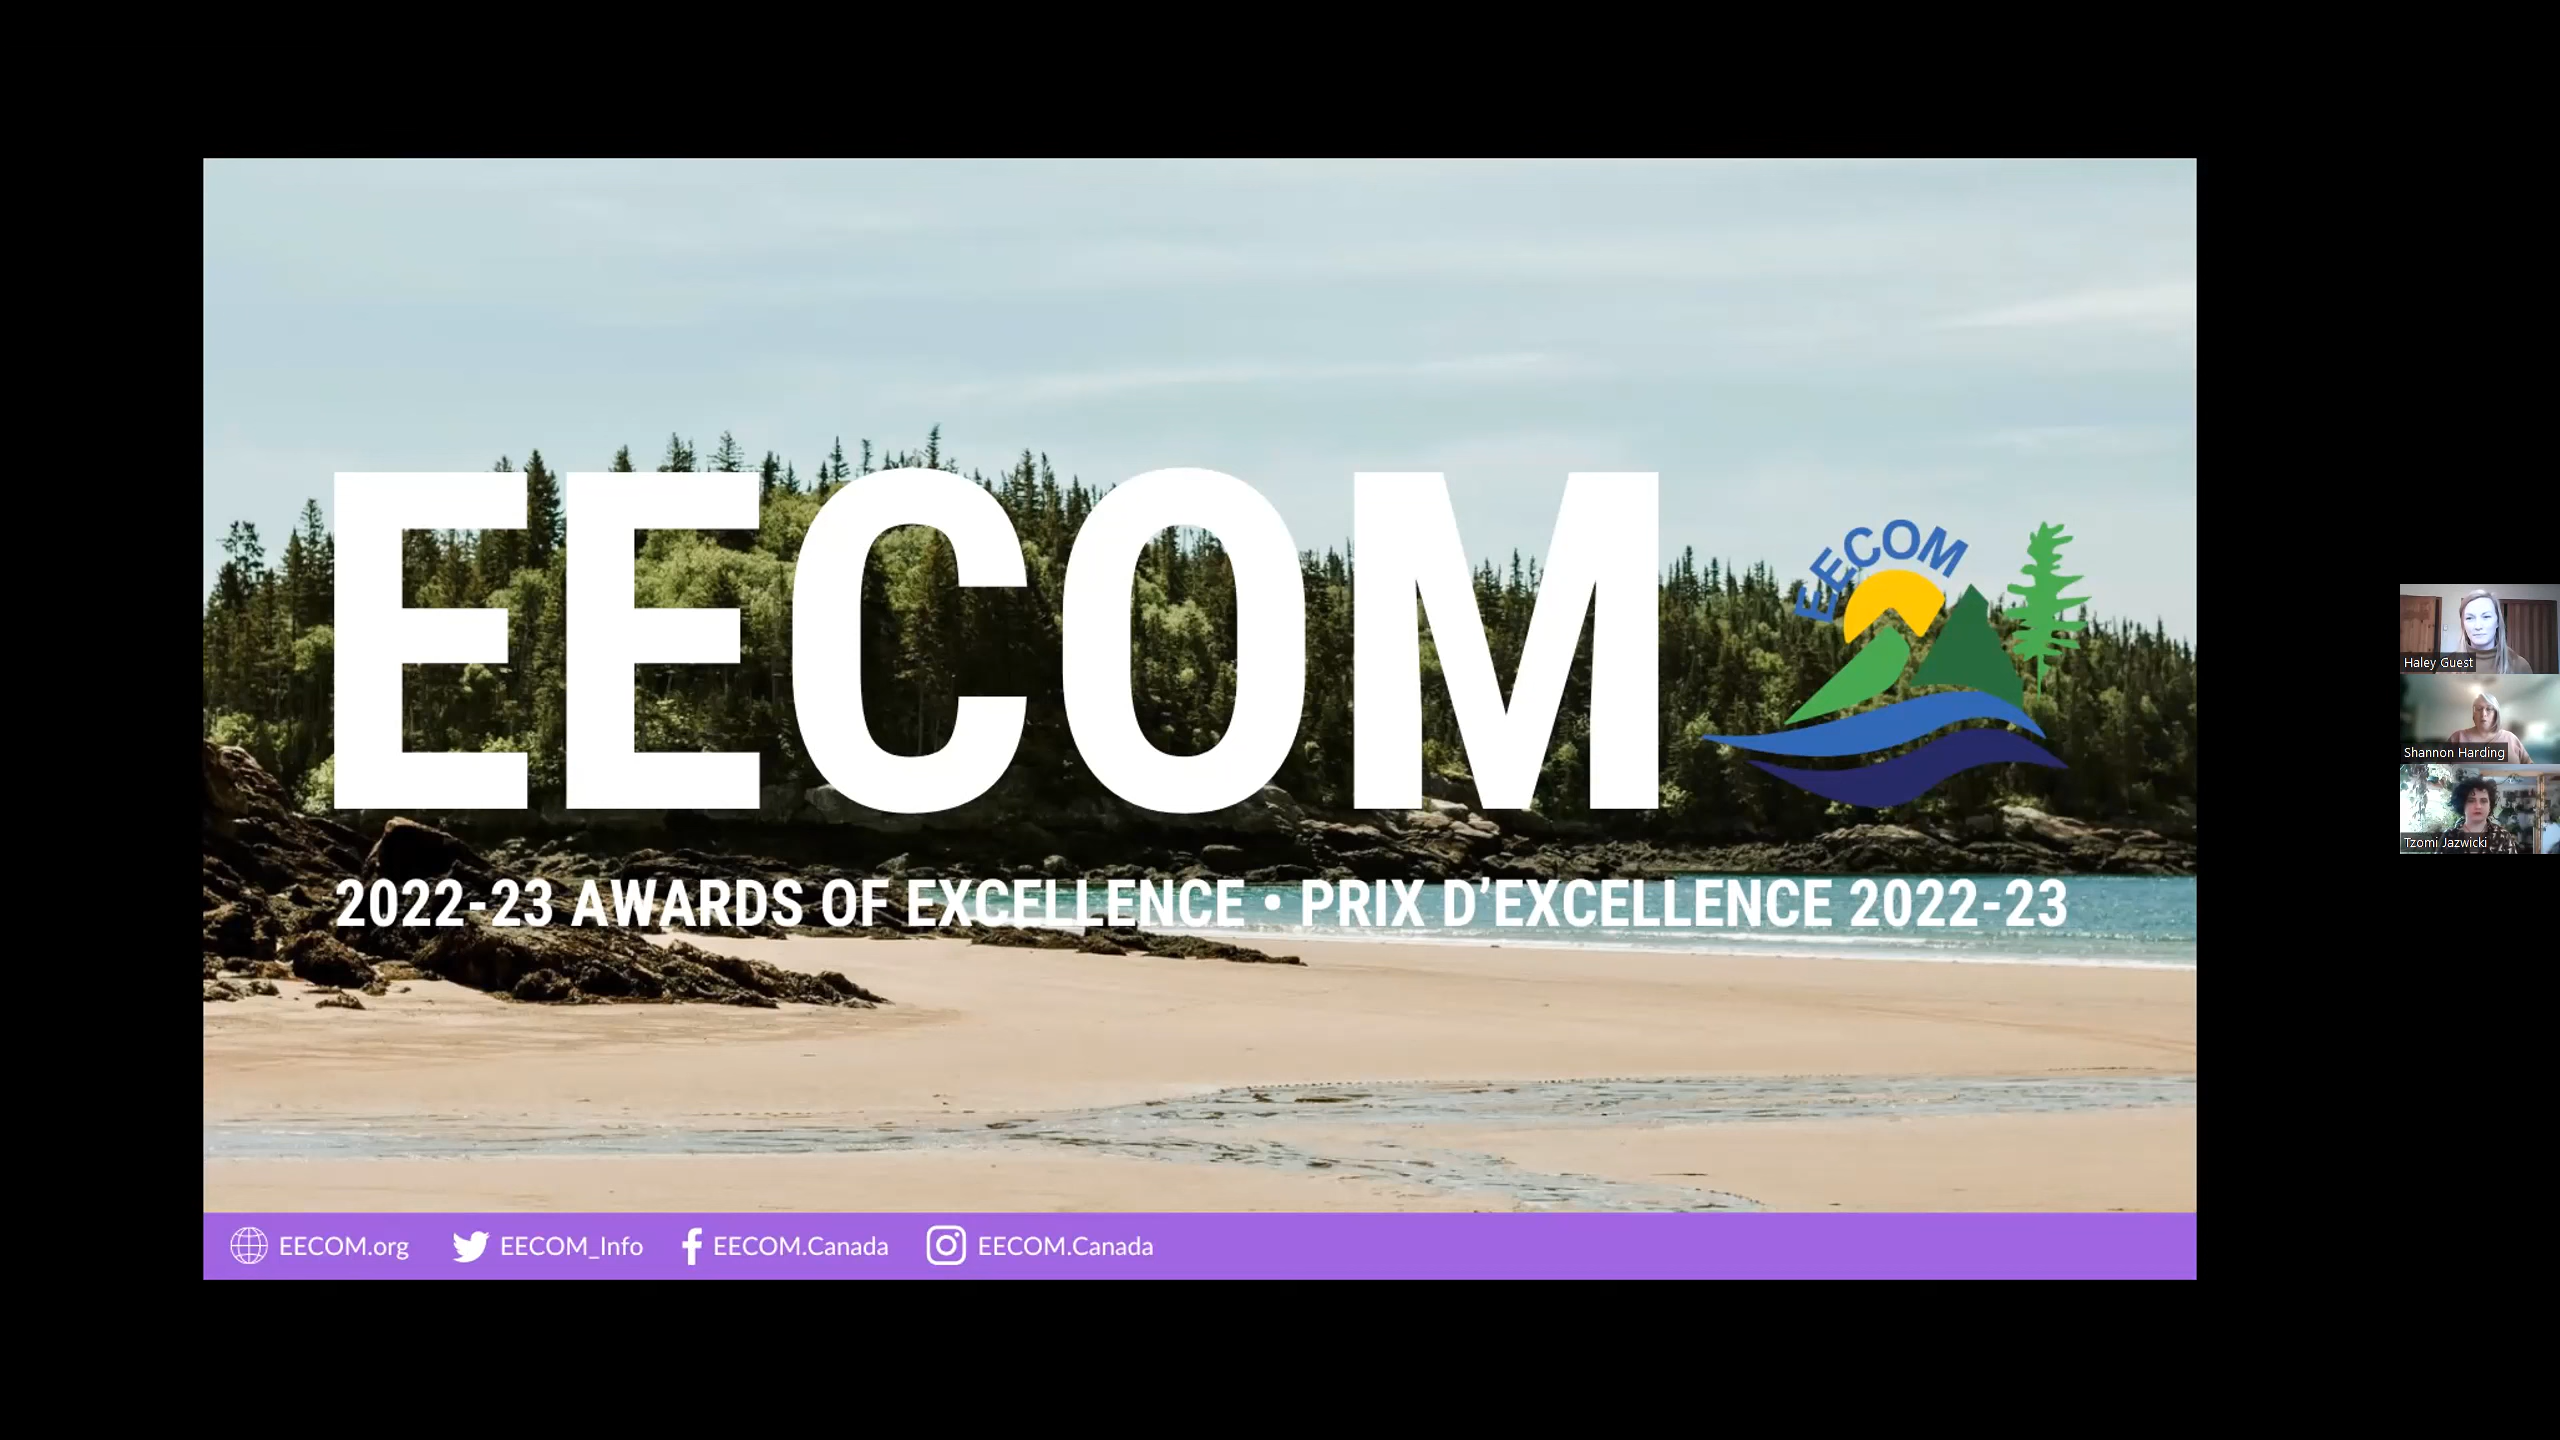 EECOM
EECOM
2022-23 AWARDS OF EXCELLENCE • PRIX D'EXCELLENCE 2022-23
EECOM.org
EECOM_Info
EECOM.Canada
EECOM.Canada
Haley Guest
Shannon Harding
Tzomi Jazwicki